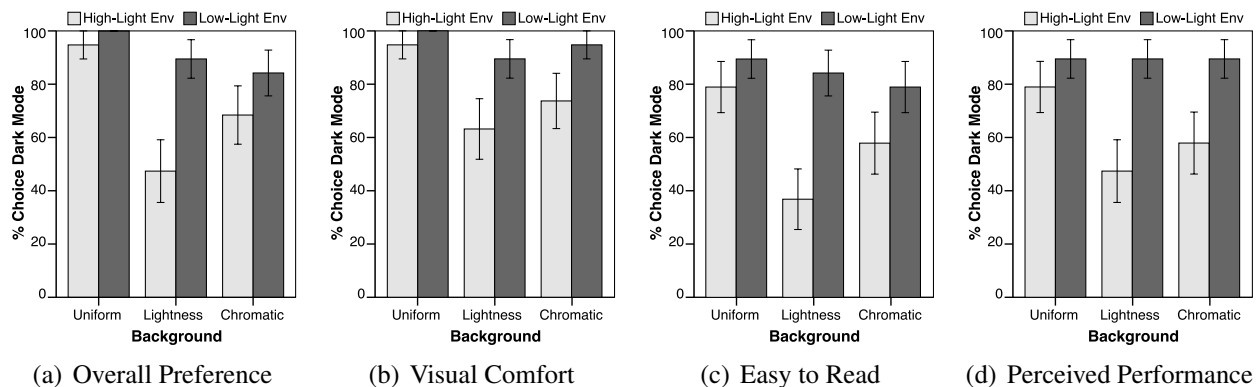 High-Light Env Low-Light Env
% Choice Dark Mode
100
80
60
40
20
0
Uniform Lightness Chromatic
Background
(a) Overall Preference
High-Light Env Low-Light Env
% Choice Dark Mode
100
80
60
40
20
0
Uniform Lightness Chromatic
Background
(b) Visual Comfort
High-Light Env Low-Light Env
% Choice Dark Mode
100
80
60
40
20
0
Uniform Lightness Chromatic
Background
(c) Easy to Read
High-Light Env Low-Light Env
% Choice Dark Mode
100
80
60
40
20
0
Uniform Lightness Chromatic
Background
(d) Perceived Performance